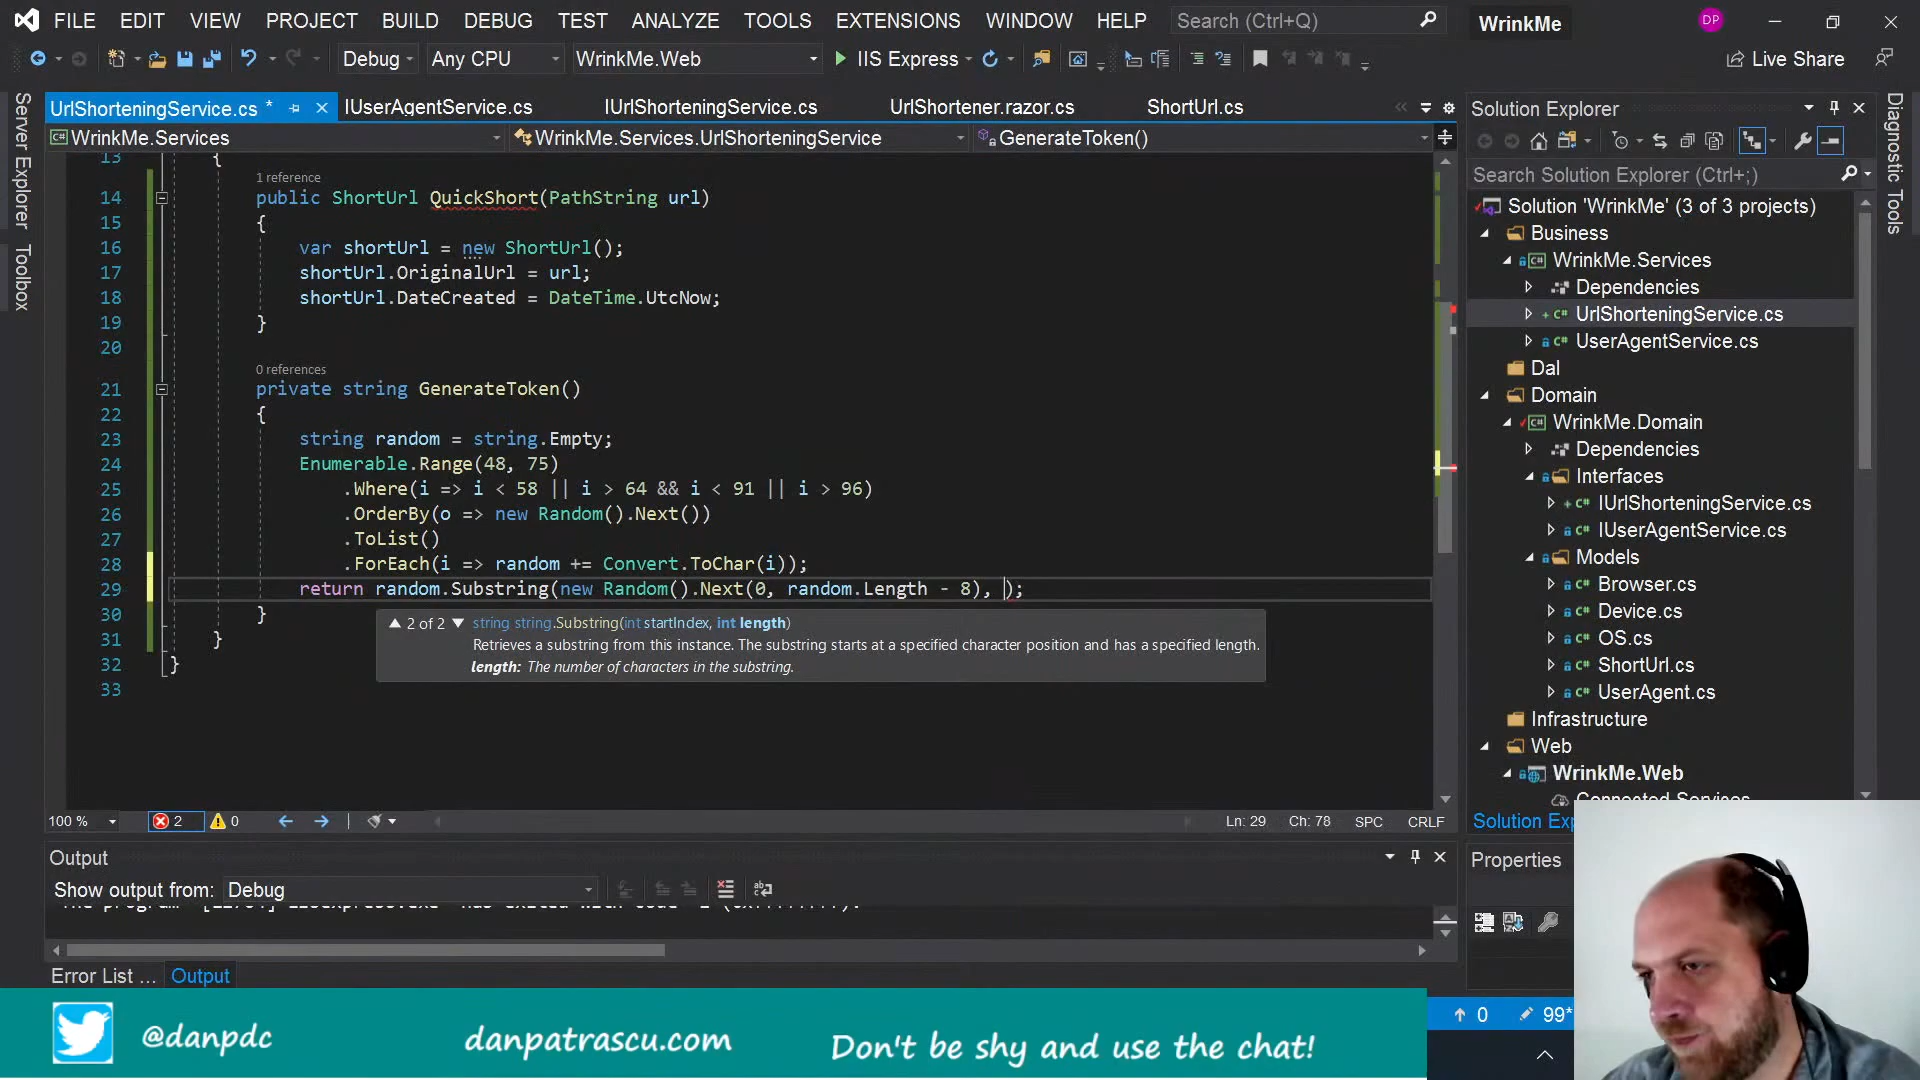 FILE EDIT VIEW PROJECT BUILD DEBUG TEST ANALYZE TOOLS EXTENSIONS WINDOW HELP Search (Ctrl+Q) WrinkMe DP
Debug Any CPU WrinkMe.Web IIS Express Live Share
UrlShorteningService.cs * IUserAgentService.cs IUrlShorteningService.cs UrlShortener.razor.cs ShortUrl.cs
WrinkMe.Services WrinkMe.Services.UrlShorteningService GenerateToken()
Server Explorer
Toolbox
13 {
1 reference
14 public ShortUrl QuickShort(PathString url)
15 {
16 var shortUrl = new ShortUrl();
17 shortUrl.OriginalUrl = url;
18 shortUrl.DateCreated = DateTime.UtcNow;
19 }
20
0 references
21 private string GenerateToken()
22 {
23 string random = string.Empty;
24 Enumerable.Range(48, 75)
25 .Where(i => i < 58 || i > 64 && i < 91 || i > 96)
26 .OrderBy(o => new Random().Next())
27 .ToList()
28 .ForEach(i => random += Convert.ToChar(i));
29 return random.Substring(new Random().Next(0, random.Length - 8), );
30 }
31 }
32 }
33
▲ 2 of 2 ▼ string string.Substring(int startIndex, int length)
Retrieves a substring from this instance. The substring starts at a specified character position and has a specified length.
length: The number of characters in the substring.
100 % 2 0 Ln: 29 Ch: 78 SPC CRLF
Output
Show output from: Debug
Error List ... Output
Solution Explorer
Search Solution Explorer (Ctrl+;)
Solution 'WrinkMe' (3 of 3 projects)
Business
WrinkMe.Services
Dependencies
UrlShorteningService.cs
UserAgentService.cs
Dal
Domain
WrinkMe.Domain
Dependencies
Interfaces
IUrlShorteningService.cs
IUserAgentService.cs
Models
Browser.cs
Device.cs
OS.cs
ShortUrl.cs
UserAgent.cs
Infrastructure
Web
WrinkMe.Web
Connected Services
Solution Exp
Properties
Diagnostic Tools
0 99*
@danpdc danpatrascu.com Don't be shy and use the chat!